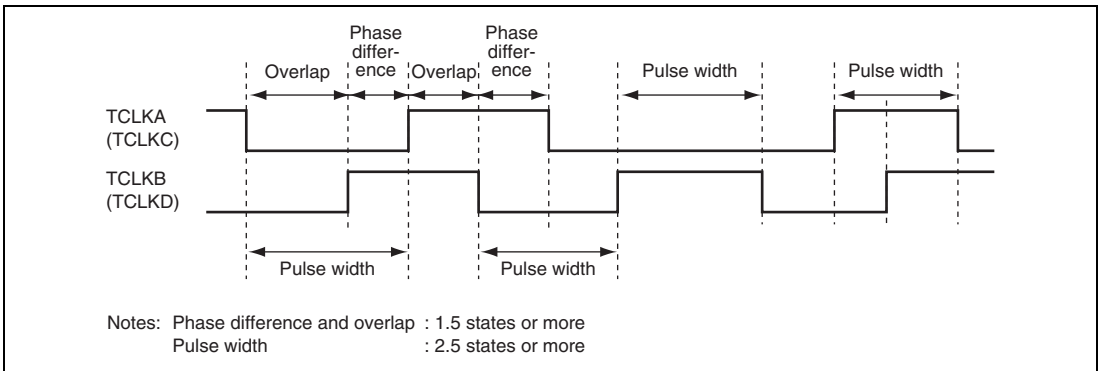 Phase
differ-
ence
Phase
differ-
ence
Overlap
Overlap
Pulse width
Pulse width
TCLKA
(TCLKC)
TCLKB
(TCLKD)
Pulse width
Pulse width
Notes: Phase difference and overlap : 1.5 states or more
Pulse width : 2.5 states or more